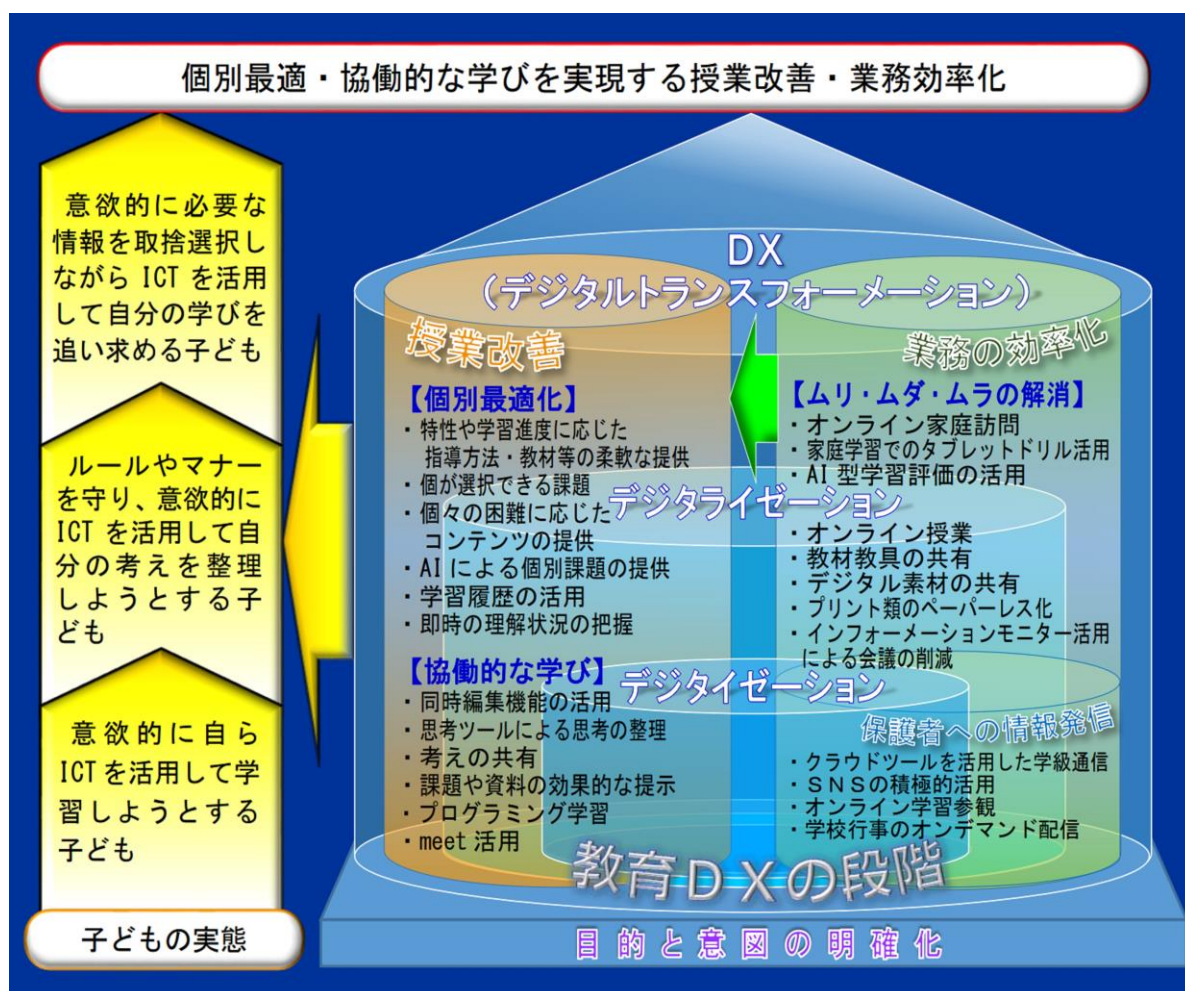 個別最適・協働的な学びを実現する授業改善・業務効率化
意欲的に必要な
情報を取捨選択し
ながら ICT を活用
して自分の学びを
追い求める子ども
ルールやマナー
を守り、意欲的に
ICT を活用して自
分の考えを整理
しようとする子
ども
意欲的に自ら
ICT を活用して学
習しようとする
子ども
子どもの実態
DX
（デジタルトランスフォーメーション）
授業改善
【個別最適化】
・特性や学習進度に応じた
指導方法・教材等の柔軟な提供
・個が選択できる課題
・個々の困難に応じた
コンテンツの提供
・AI による個別課題の提供
・学習履歴の活用
・即時の理解状況の把握
【協働的な学び】
・同時編集機能の活用
・思考ツールによる思考の整理
・考えの共有
・課題や資料の効果的な提示
・プログラミング学習
・meet 活用
業務の効率化
【ムリ・ムダ・ムラの解消】
・オンライン家庭訪問
・家庭学習でのタブレットドリル活用
・AI 型学習評価の活用
デジタライゼーション
・オンライン授業
・教材教具の共有
・デジタル素材の共有
・プリント類のペーパーレス化
・インフォーメーションモニター活用
による会議の削減
デジタイゼーション
保護者への情報発信
・クラウドツールを活用した学級通信
・ＳＮＳの積極的活用
・オンライン学習参観
・学校行事のオンデマンド配信
教育ＤＸの段階
目的と意図の明確化